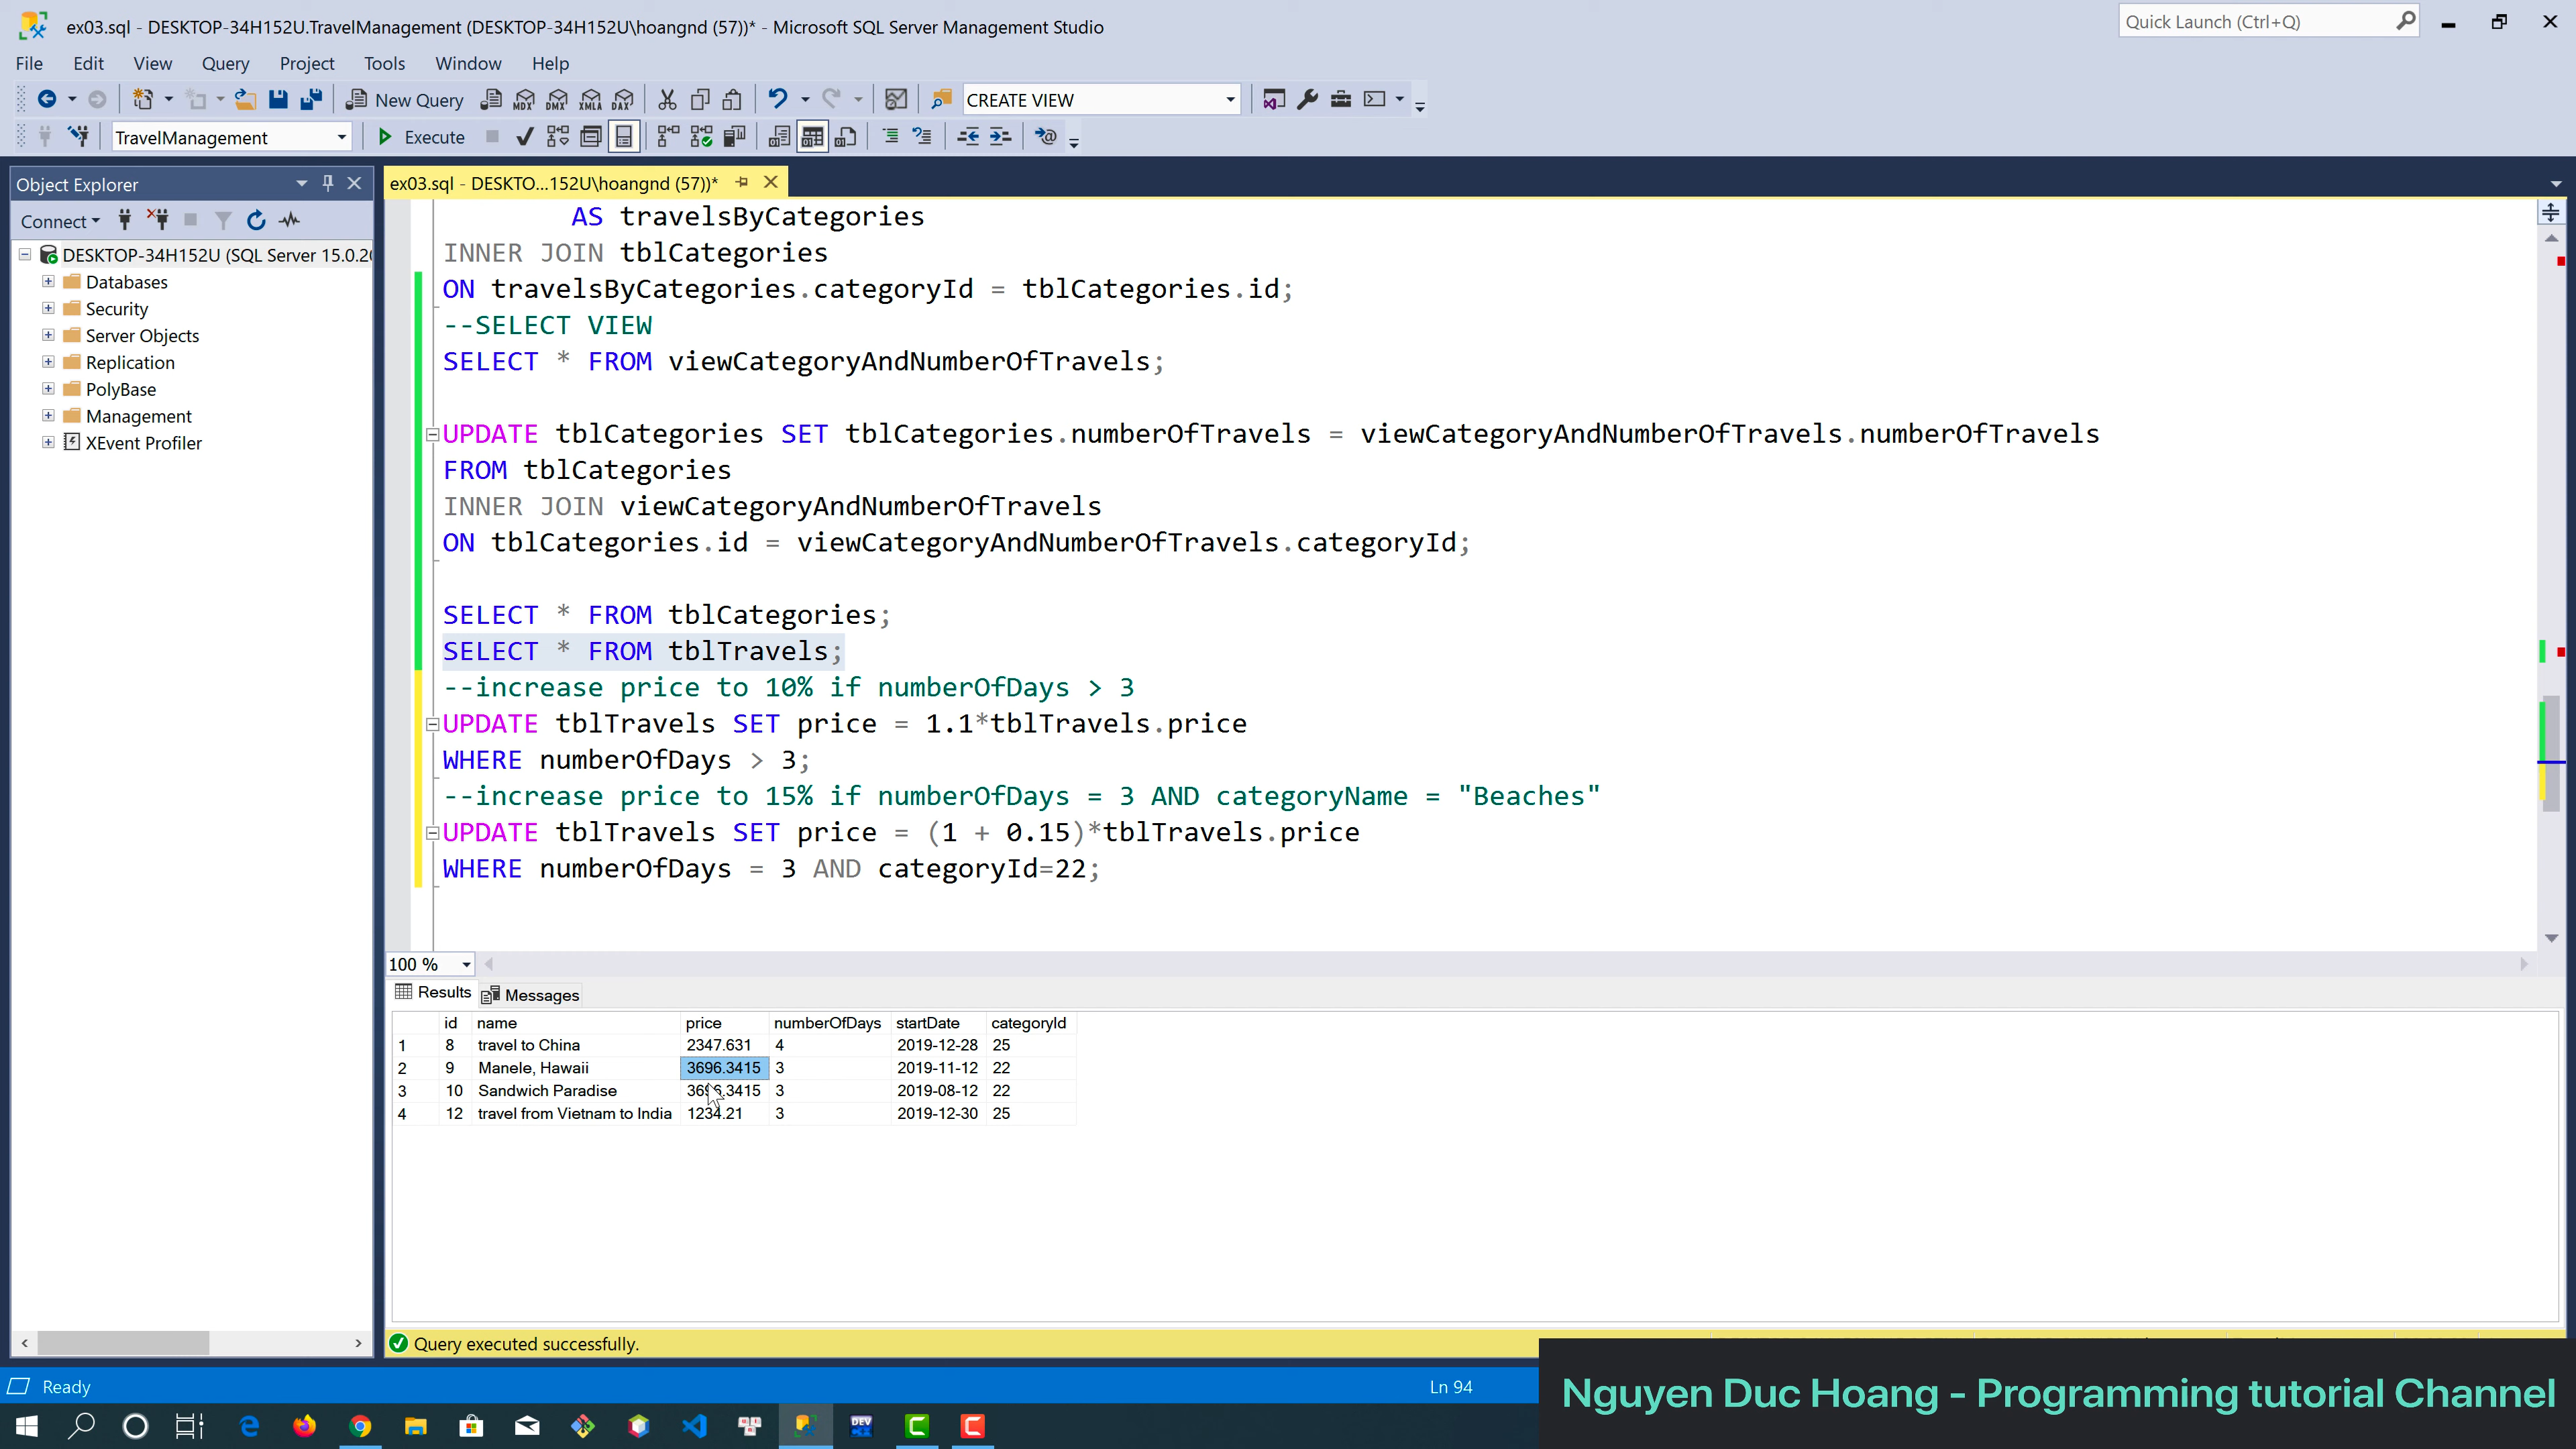 ex03.sql - DESKTOP-34H152U.TravelManagement (DESKTOP-34H152U\hoangnd (57))* - Microsoft SQL Server Management Studio
Quick Launch (Ctrl+Q)
File Edit View Query Project Tools Window Help
New Query MDX DMX XMLA DAX CREATE VIEW
TravelManagement Execute
Object Explorer
ex03.sql - DESKTO...152U\hoangnd (57))*
Connect
DESKTOP-34H152U (SQL Server 15.0.20
Databases
Security
Server Objects
Replication
PolyBase
Management
XEvent Profiler
AS travelsByCategories
INNER JOIN tblCategories
ON travelsByCategories.categoryId = tblCategories.id;
--SELECT VIEW
SELECT * FROM viewCategoryAndNumberOfTravels;
UPDATE tblCategories SET tblCategories.numberOfTravels = viewCategoryAndNumberOfTravels.numberOfTravels
FROM tblCategories
INNER JOIN viewCategoryAndNumberOfTravels
ON tblCategories.id = viewCategoryAndNumberOfTravels.categoryId;
SELECT * FROM tblCategories;
SELECT * FROM tblTravels;
--increase price to 10% if numberOfDays > 3
UPDATE tblTravels SET price = 1.1*tblTravels.price
WHERE numberOfDays > 3;
--increase price to 15% if numberOfDays = 3 AND categoryName = "Beaches"
UPDATE tblTravels SET price = (1 + 0.15)*tblTravels.price
WHERE numberOfDays = 3 AND categoryId=22;
100 %
Results Messages
id name price numberOfDays startDate categoryId
1 8 travel to China 2347.631 4 2019-12-28 25
2 9 Manele, Hawaii 3696.3415 3 2019-11-12 22
3 10 Sandwich Paradise 3696.3415 3 2019-08-12 22
4 12 travel from Vietnam to India 1234.21 3 2019-12-30 25
Query executed successfully.
Ready
Ln 94
Nguyen Duc Hoang - Programming tutorial Channel
DEV